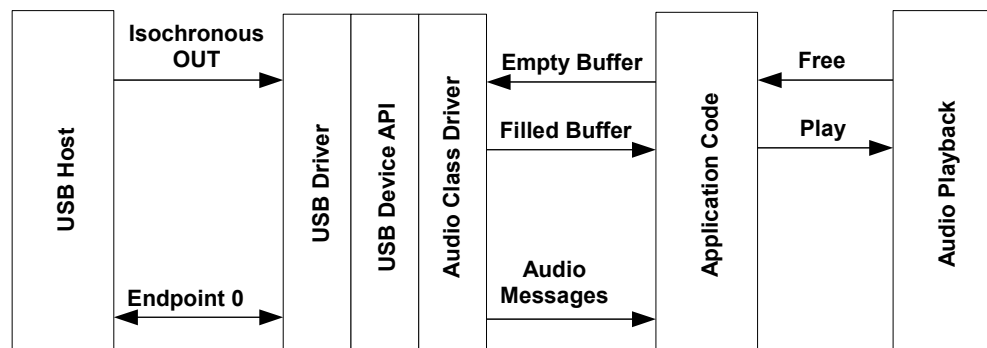 USB Host
Isochronous
OUT
Endpoint 0
USB Driver
USB Device API
Audio Class Driver
Empty Buffer
Filled Buffer
Audio
Messages
Application Code
Free
Play
Audio Playback